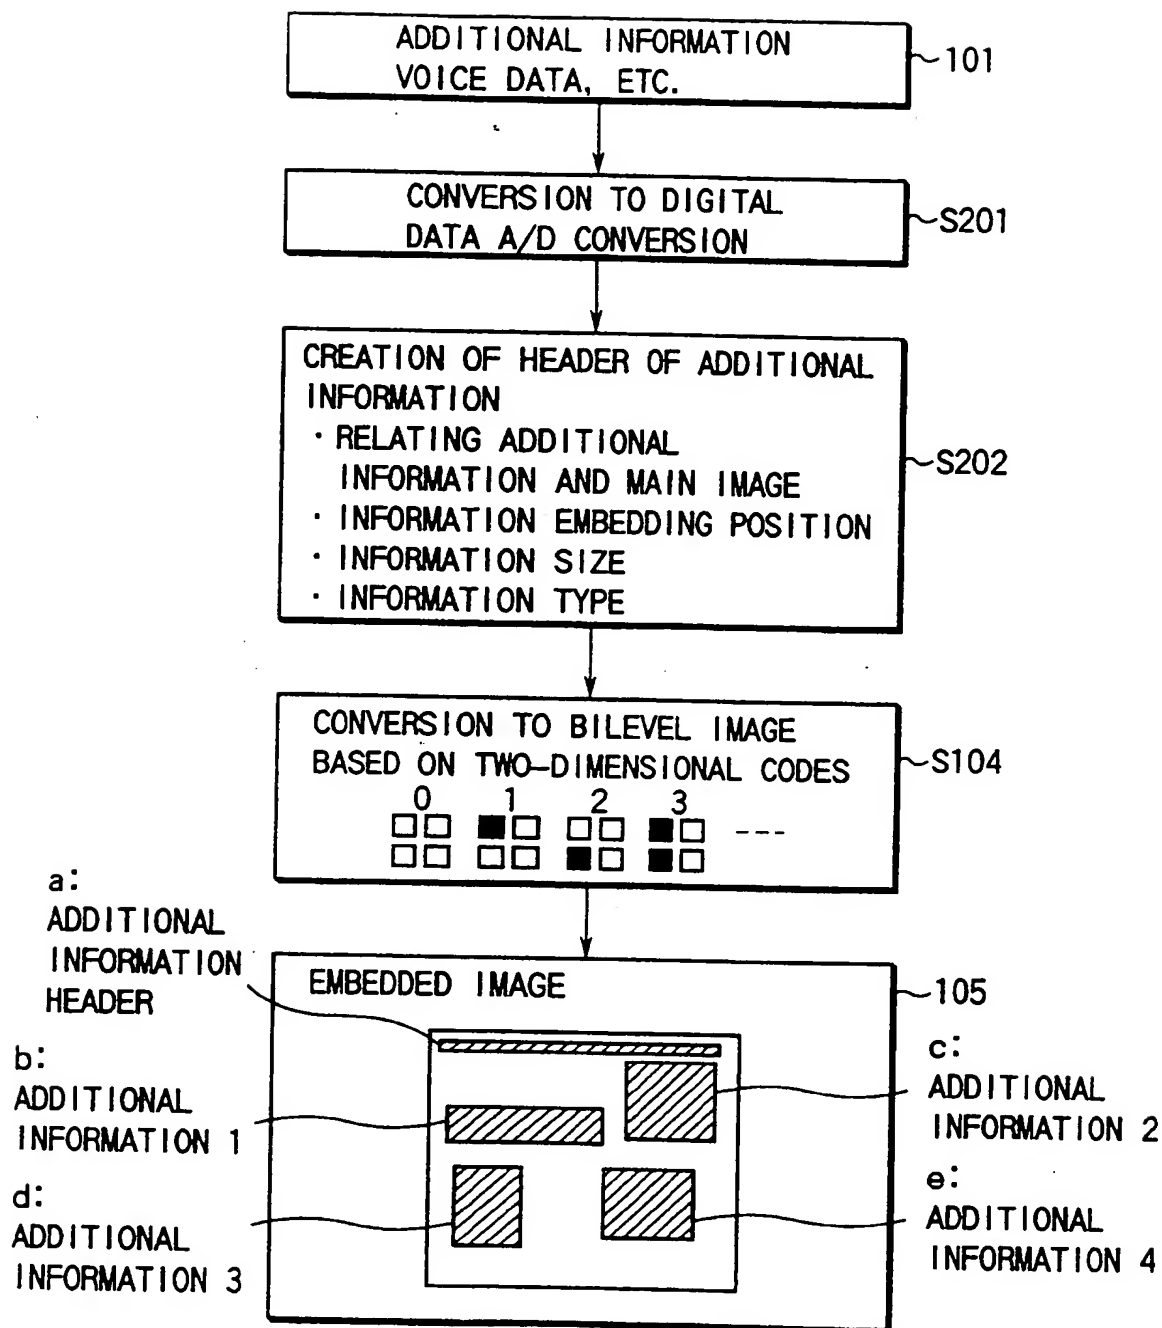 ADDITIONAL INFORMATION
VOICE DATA, ETC.
101
CONVERSION TO DIGITAL
DATA A/D CONVERSION
S201
CREATION OF HEADER OF ADDITIONAL
INFORMATION
· RELATING ADDITIONAL
INFORMATION AND MAIN IMAGE
· INFORMATION EMBEDDING POSITION
· INFORMATION SIZE
· INFORMATION TYPE
S202
CONVERSION TO BILEVEL IMAGE
BASED ON TWO-DIMENSIONAL CODES
0 1 2 3
---
S104
a:
ADDITIONAL
INFORMATION
HEADER
EMBEDDED IMAGE
105
b:
ADDITIONAL
INFORMATION 1
c:
ADDITIONAL
INFORMATION 2
d:
ADDITIONAL
INFORMATION 3
e:
ADDITIONAL
INFORMATION 4